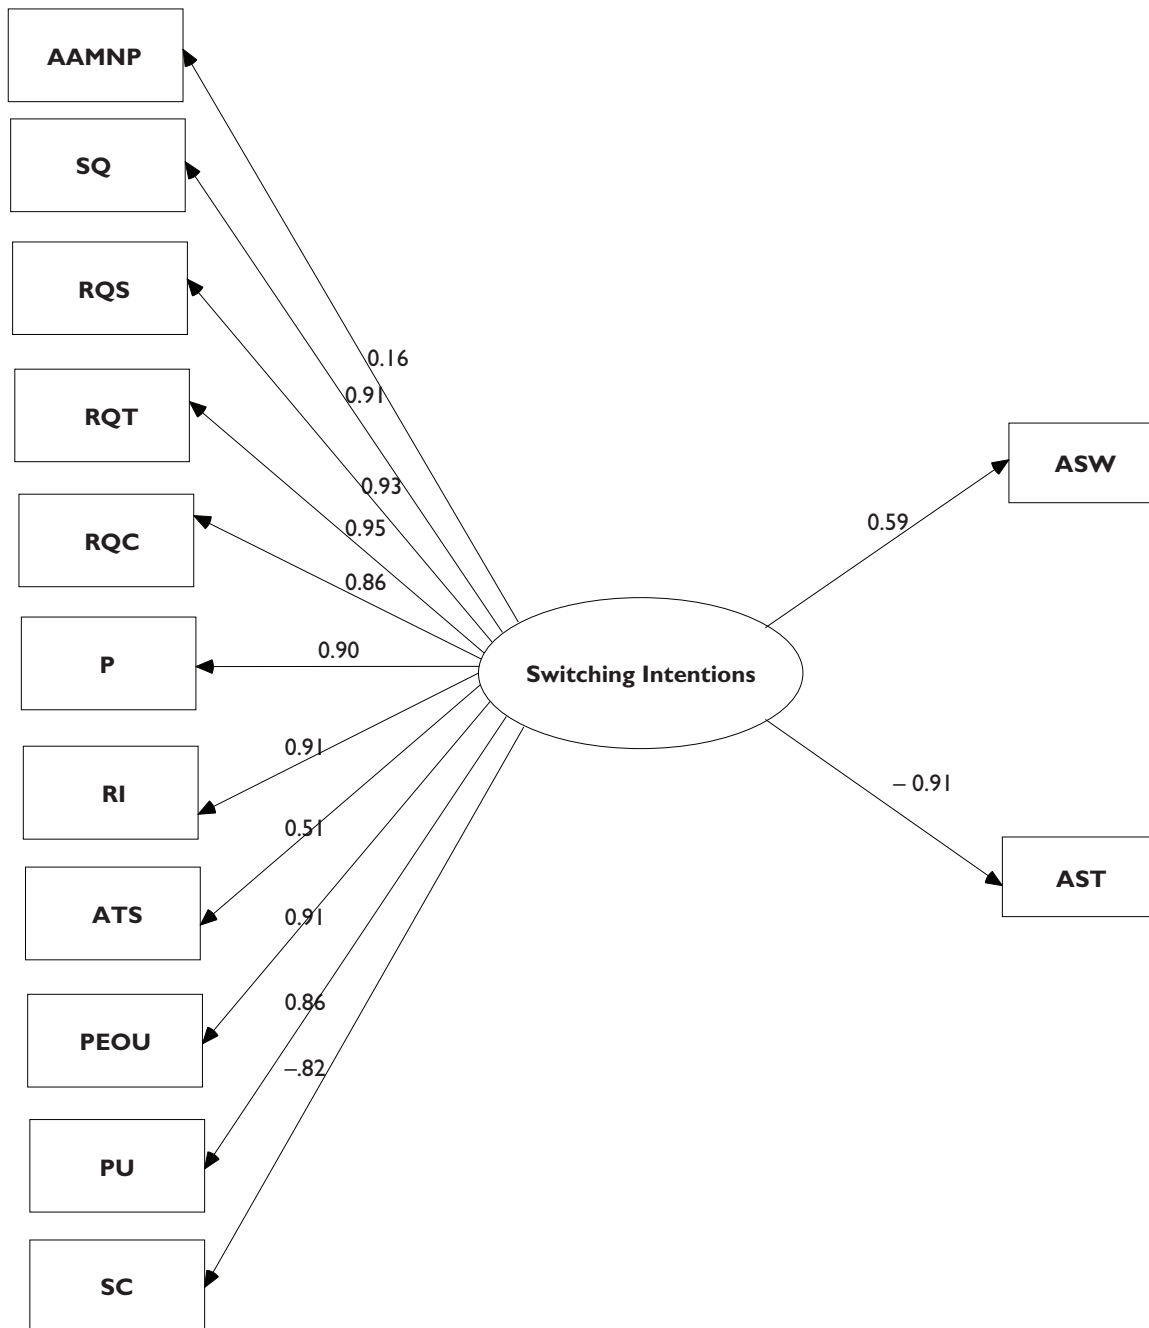 AAMNP
SQ
RQS
RQT
RQC
P
RI
ATS
PEOU
PU
SC
0.16
0.91
0.93
0.95
0.86
0.90
0.91
0.51
0.91
0.86
–.82
Switching Intentions
0.59
– 0.91
ASW
AST